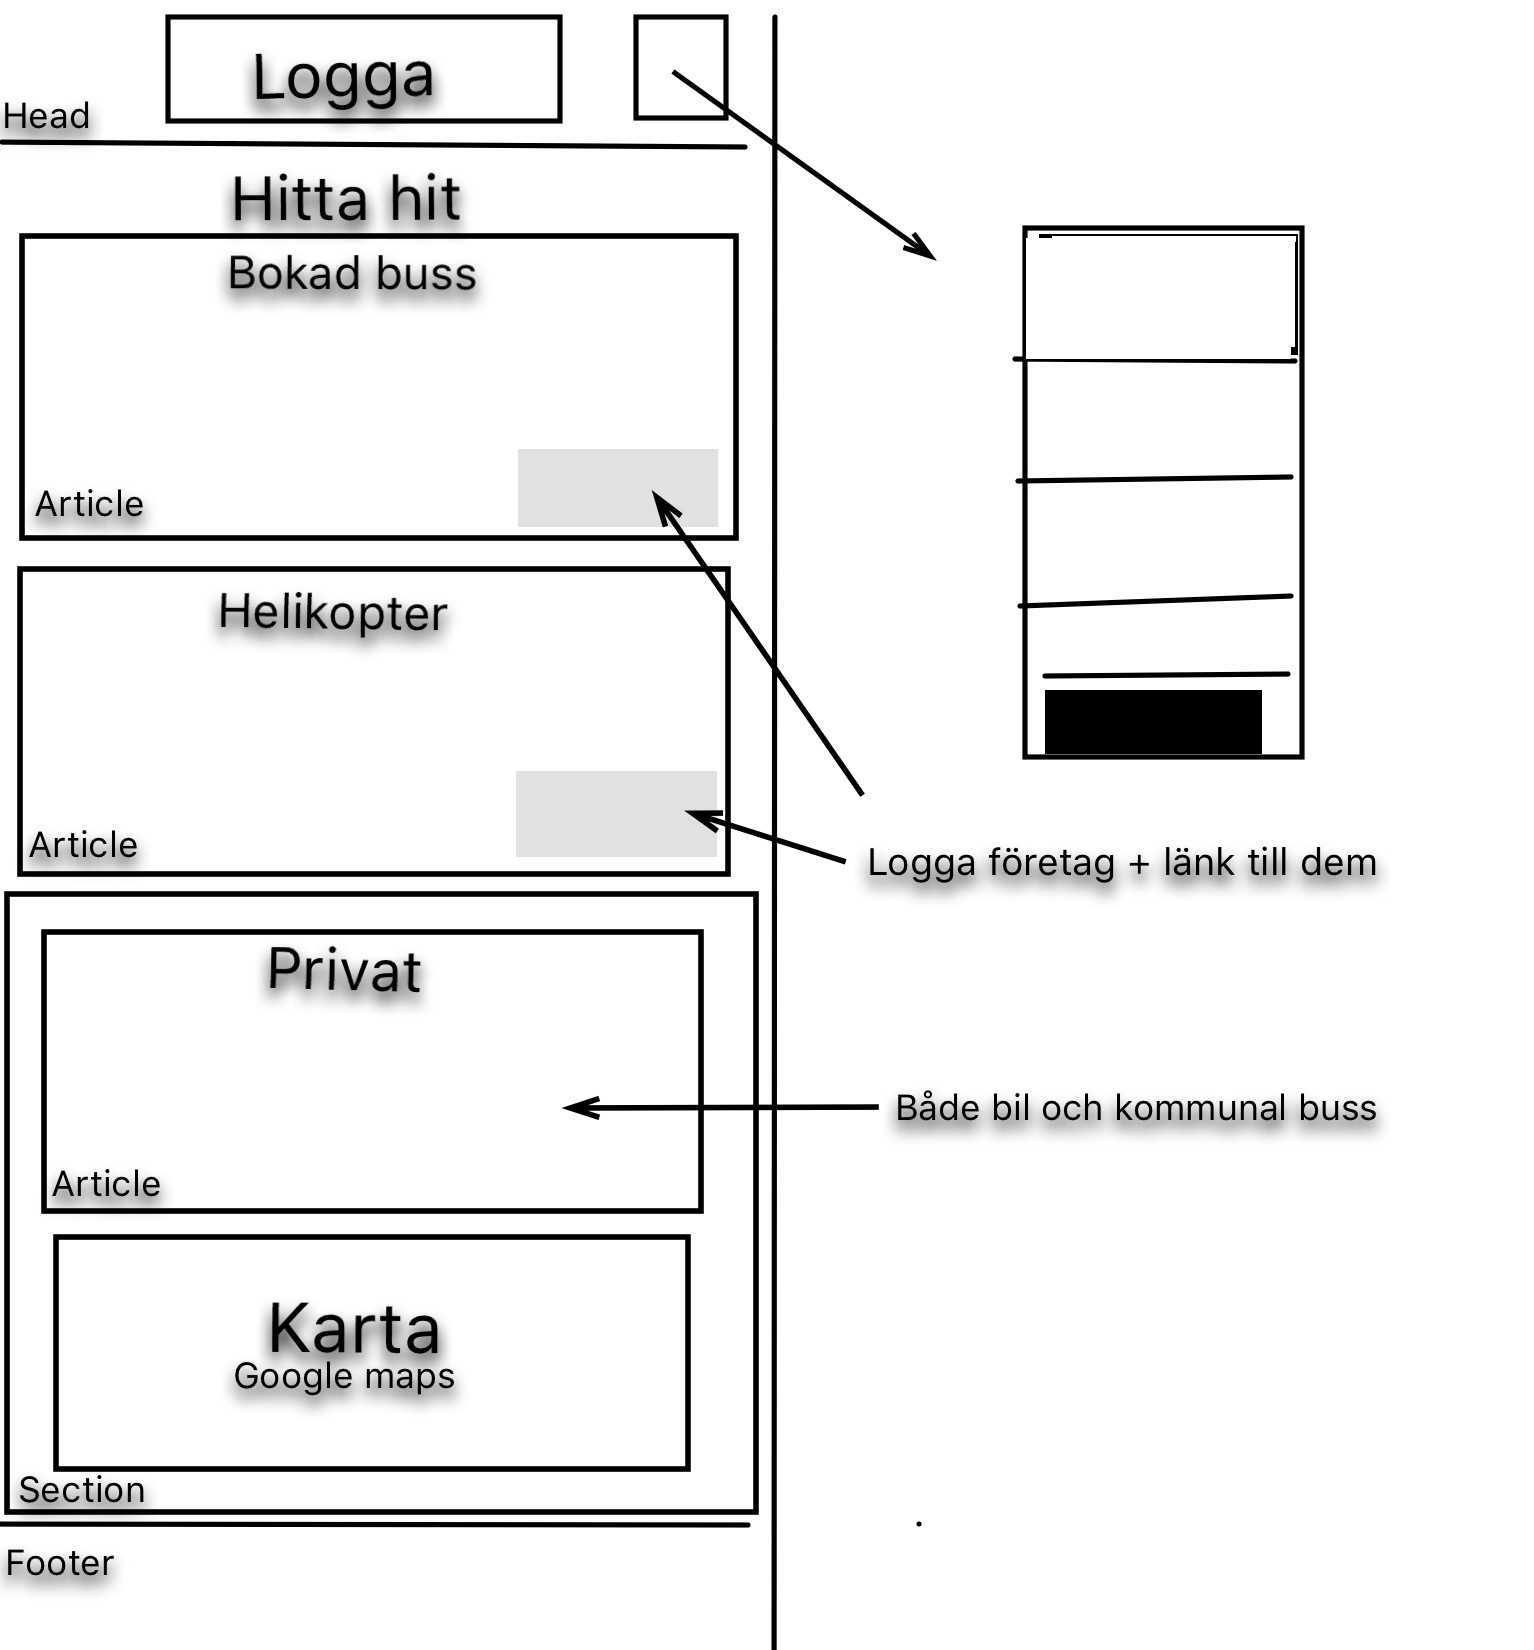 Logga
Head
Hitta hit
Bokad buss
Article
Helikopter
Article
Logga företag + länk till dem
Privat
Både bil och kommunal buss
Article
Karta
Google maps
Section
Footer